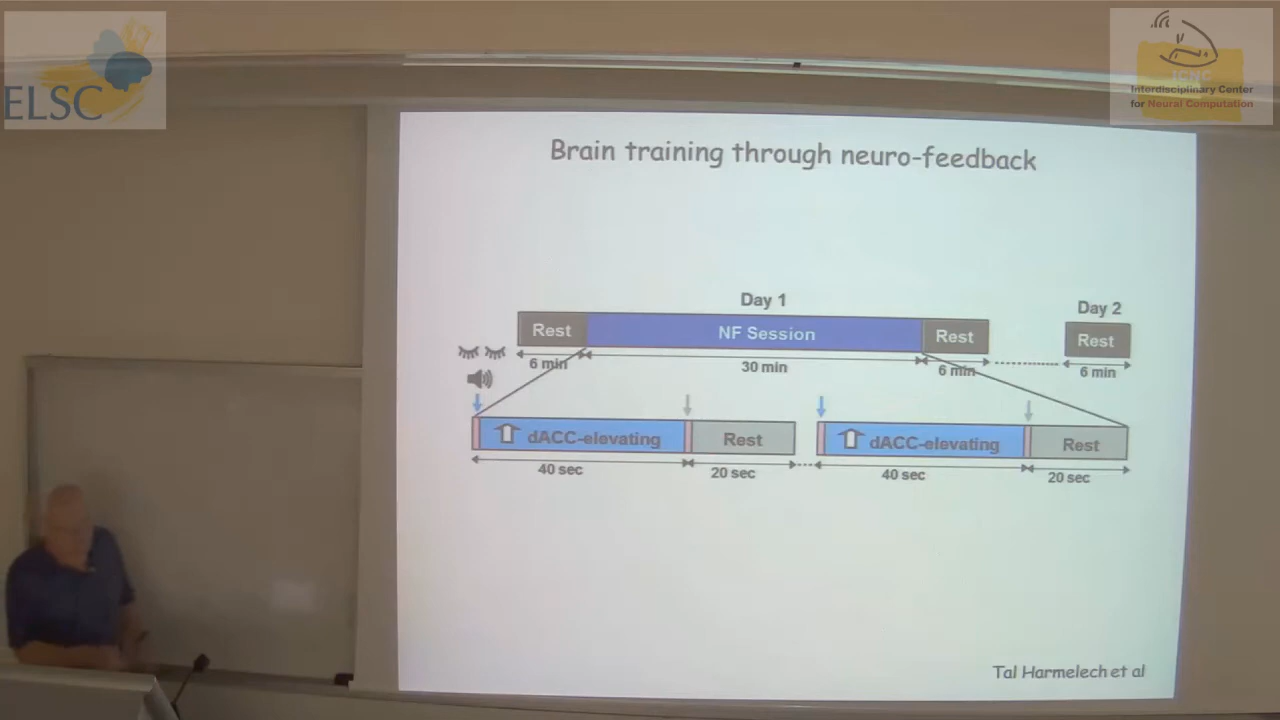 ELSC
ICNC
Interdisciplinary Center
for Neural Computation
Brain training through neuro-feedback
Day 1
Day 2
Rest
NF Session
Rest
Rest
6 min
30 min
6 min
6 min
dACC-elevating
Rest
dACC-elevating
Rest
40 sec
20 sec
40 sec
20 sec
Tal Harmelech et al